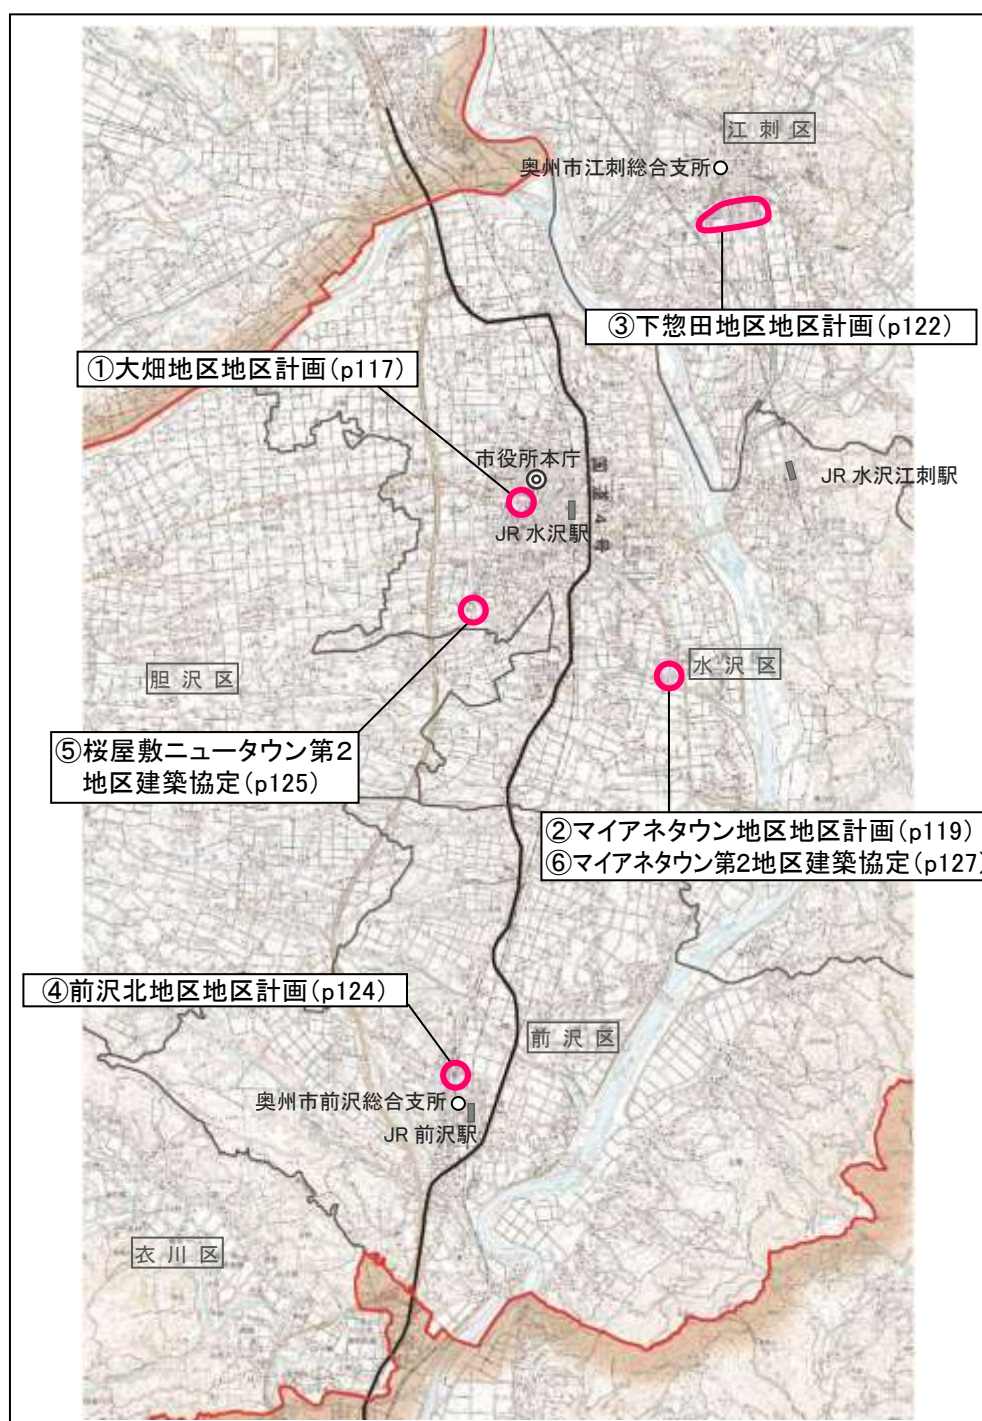 江刺区
奥州市江刺総合支所
③下惣田地区地区計画(p122)
①大畑地区地区計画(p117)
市役所本庁
国道4号
JR 水沢江刺駅
JR 水沢駅
水沢区
胆沢区
⑤桜屋敷ニュータウン第2
地区建築協定(p125)
②マイアネタウン地区地区計画(p119)
⑥マイアネタウン第2地区建築協定(p127)
④前沢北地区地区計画(p124)
前沢区
奥州市前沢総合支所
JR 前沢駅
衣川区